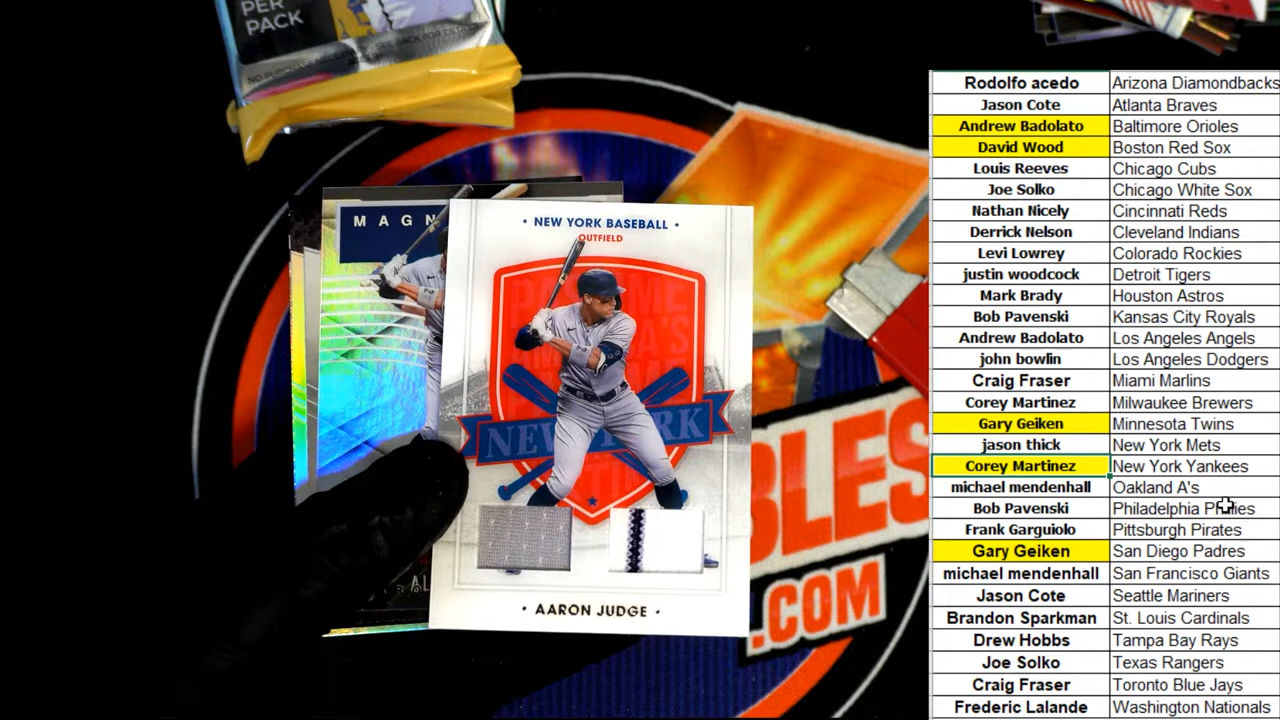 PER
PACK
MAGN
• NEW YORK BASEBALL •
OUTFIELD
NEW YORK
• AARON JUDGE •
BLES
.COM
Rodolfo acedo Arizona Diamondbacks
Jason Cote Atlanta Braves
Andrew Badolato Baltimore Orioles
David Wood Boston Red Sox
Louis Reeves Chicago Cubs
Joe Solko Chicago White Sox
Nathan Nicely Cincinnati Reds
Derrick Nelson Cleveland Indians
Levi Lowrey Colorado Rockies
justin woodcock Detroit Tigers
Mark Brady Houston Astros
Bob Pavenski Kansas City Royals
Andrew Badolato Los Angeles Angels
john bowlin Los Angeles Dodgers
Craig Fraser Miami Marlins
Corey Martinez Milwaukee Brewers
Gary Geiken Minnesota Twins
jason thick New York Mets
Corey Martinez New York Yankees
michael mendenhall Oakland A's
Bob Pavenski Philadelphia Phillies
Frank Garguiolo Pittsburgh Pirates
Gary Geiken San Diego Padres
michael mendenhall San Francisco Giants
Jason Cote Seattle Mariners
Brandon Sparkman St. Louis Cardinals
Drew Hobbs Tampa Bay Rays
Joe Solko Texas Rangers
Craig Fraser Toronto Blue Jays
Frederic Lalande Washington Nationals